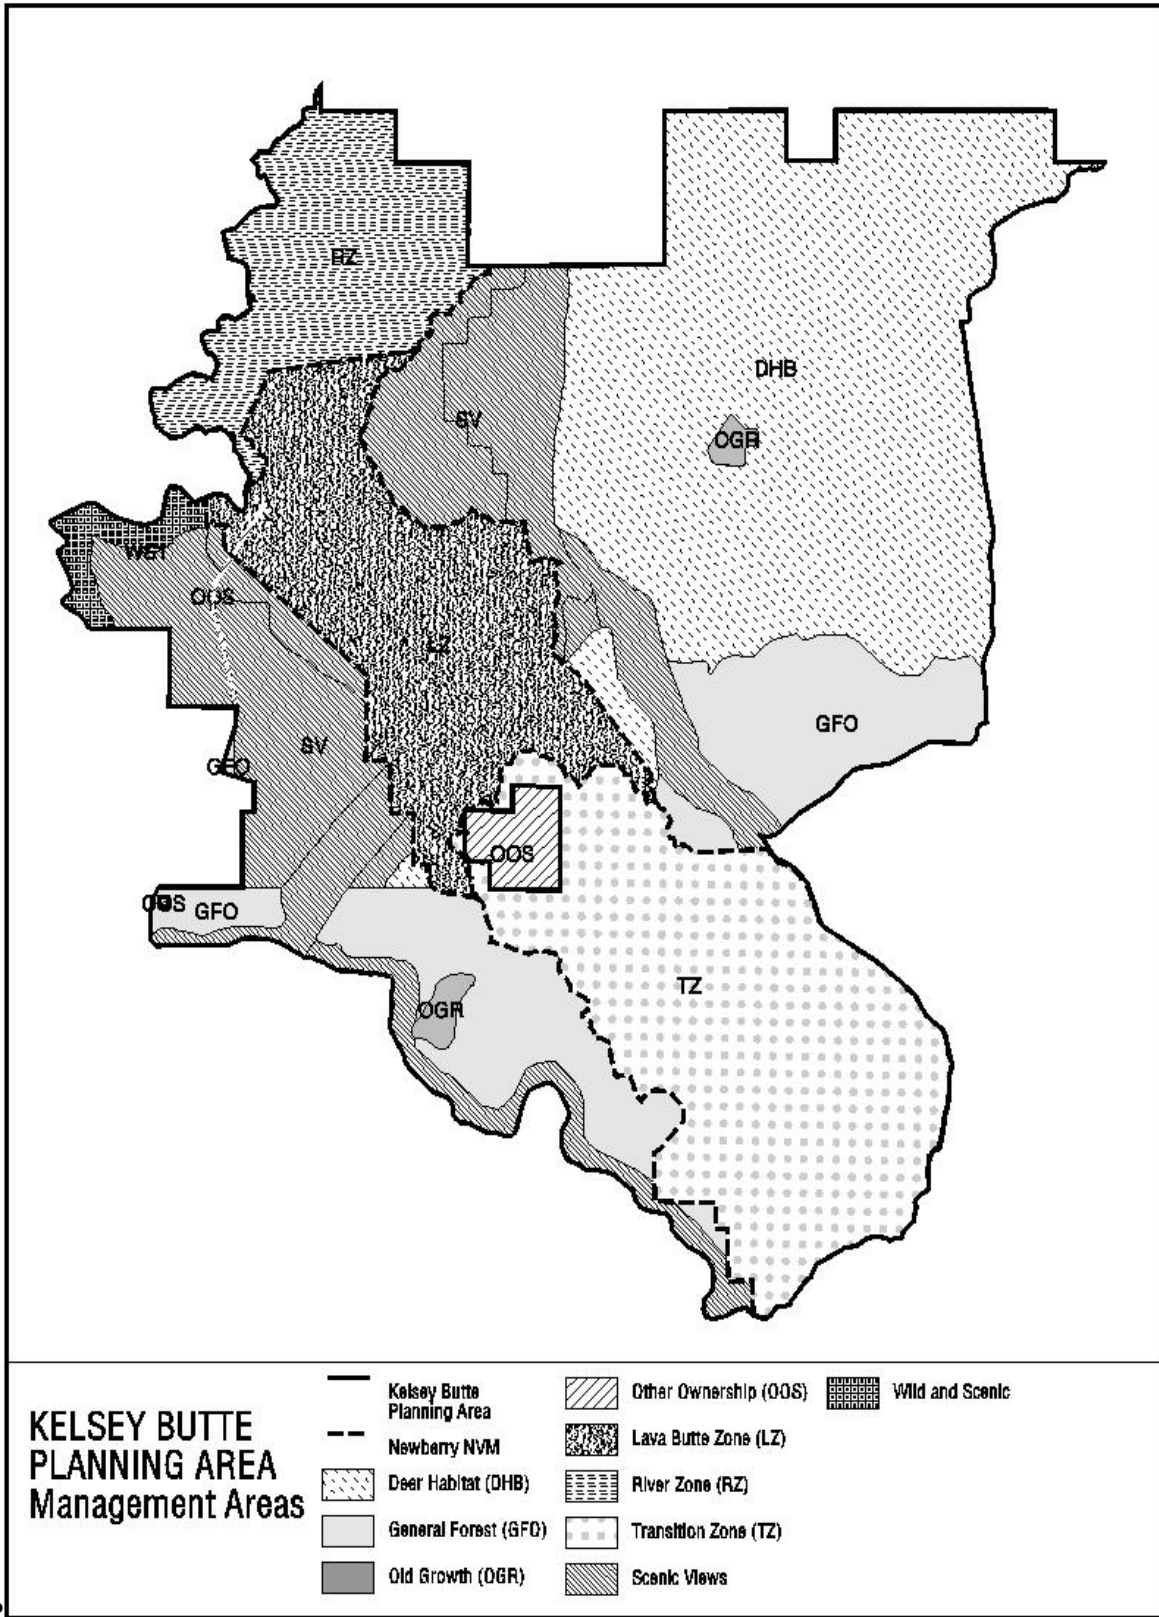 RZ
DHB
SV
OGR
WS1
OOS
LZ
GFO
SV
GFO
OOS
GFO
TZ
OGR
KELSEY BUTTE
PLANNING AREA
Management Areas
Kelsey Butte
Planning Area
Newberry NVM
Deer Habitat (DHB)
General Forest (GFO)
Old Growth (OGR)
Other Ownership (OOS)
Lava Butte Zone (LZ)
River Zone (RZ)
Transition Zone (TZ)
Scenic Views
Wild and Scenic